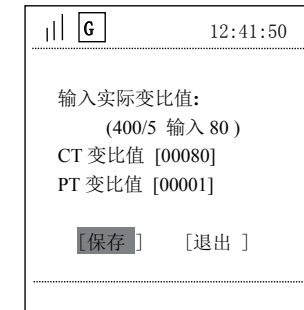 G 12:41:50
输入实际变比值:
(400/5 输入 80 )
CT 变比值 [00080]
PT 变比值 [00001]
[保存 ] [退出 ]